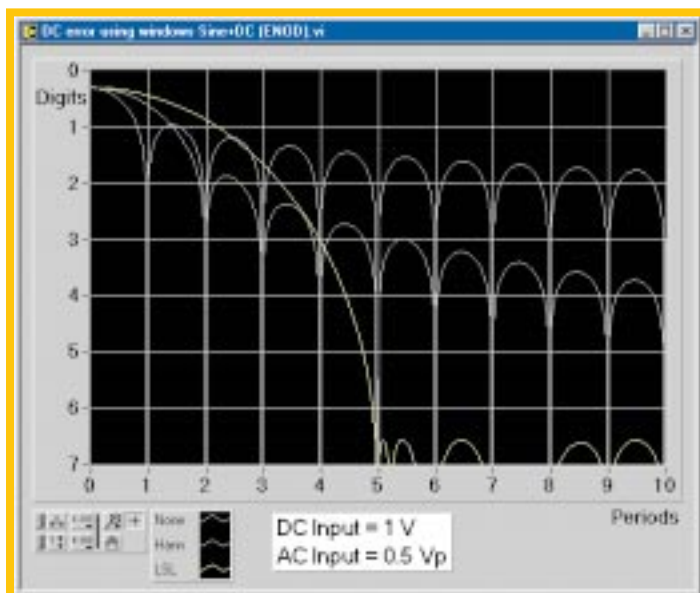 DC error using windows Sine+DC (ENOD).vi
Digits
0
1
2
3
4
5
6
7
0 1 2 3 4 5 6 7 8 9 10
Periods
None
Hann
LSL
DC Input = 1 V
AC Input = 0.5 Vp